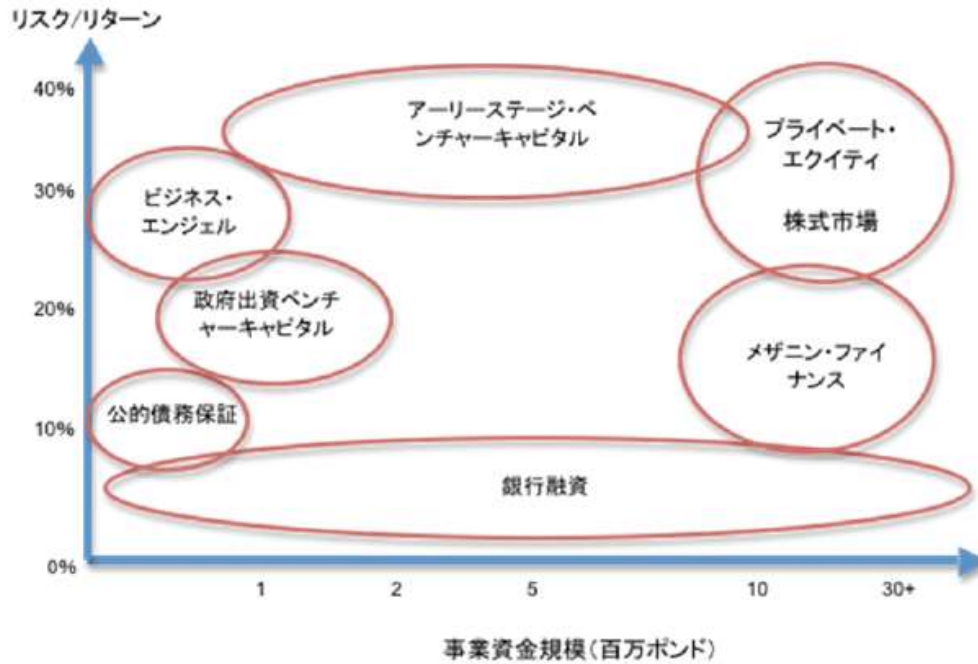 リスク/リターン
40%
アーリーステージ・ベ
ンチャーキャピタル
プライベート・
エクイティ
株式市場
30%
ビジネス・
エンジェル
20%
政府出資ベンチ
ャーキャピタル
メザニン・ファイ
ナンス
10%
公的債務保証
銀行融資
0%
1
2
5
10
30+
事業資金規模(百万ポンド)